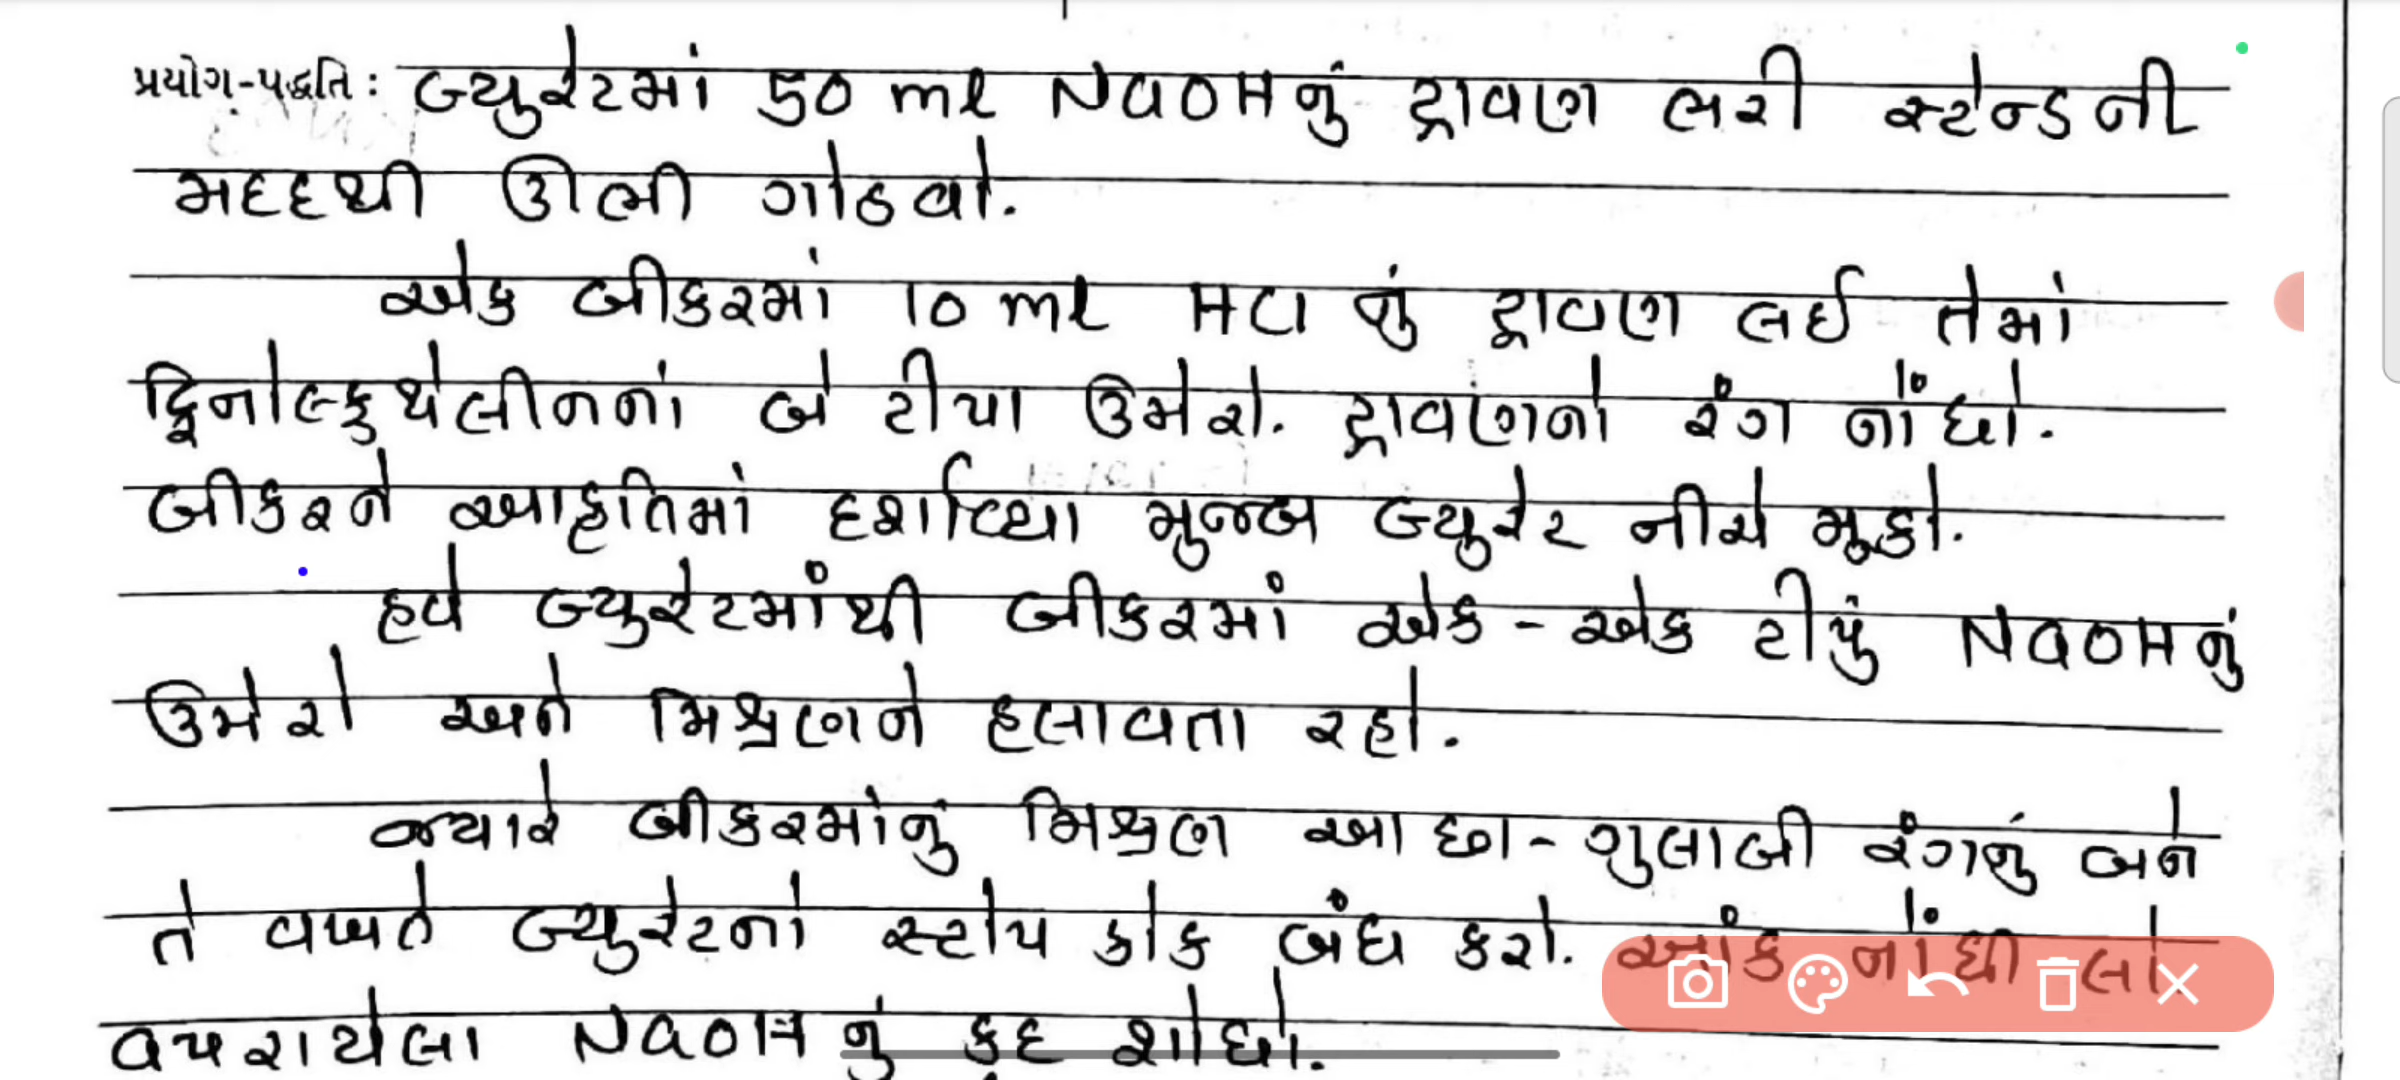 પ્રયોગ-પદ્ધતિ : બ્યુરેટમાં 50 ml NaOHનું દ્રાવણ ભરી સ્ટેન્ડની
મદદથી ઊભી ગોઠવો.
એક બીકરમાં 10 ml HCl નું દ્રાવણ લઈ તેમાં
દ્વિનોલ્ફથેલીનનાં બે ટીપા ઉમેરો. દ્રાવણનો રંગ નોંધો.
બીકરને આકૃતિમાં દર્શાવ્યા મુજબ બ્યુરેટ નીચે મૂકો.
હવે બ્યુરેટમાંથી બીકરમાં એક - એક ટીપું NaOHનું
ઉમેરો અને મિશ્રણને હલાવતા રહો.
જ્યારે બીકરમાંનું મિશ્રણ આછા-ગુલાબી રંગનું બને
તે વખતે બ્યુરેટનો સ્ટોપ કોક બંધ કરો. આંક નોંધી લો.
વપરાયેલા NaOH નું કદ શોધો.